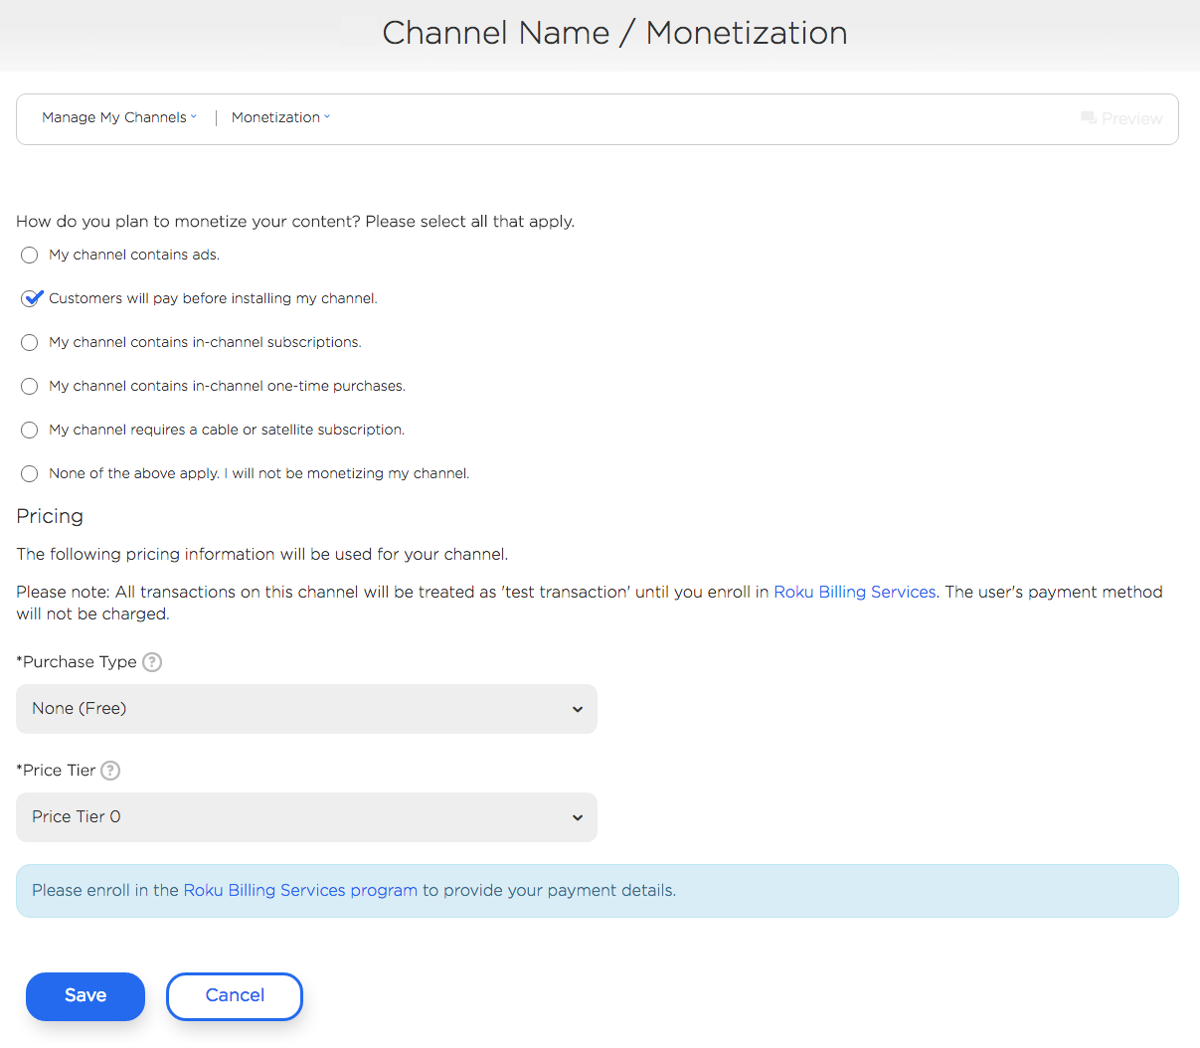 Channel Name / Monetization
Manage My Channels | Monetization Preview
How do you plan to monetize your content? Please select all that apply.
My channel contains ads.
Customers will pay before installing my channel.
My channel contains in-channel subscriptions.
My channel contains in-channel one-time purchases.
My channel requires a cable or satellite subscription.
None of the above apply. I will not be monetizing my channel.
Pricing
The following pricing information will be used for your channel.
Please note: All transactions on this channel will be treated as 'test transaction' until you enroll in Roku Billing Services. The user's payment method
will not be charged.
*Purchase Type ?
None (Free)
*Price Tier ?
Price Tier 0
Please enroll in the Roku Billing Services program to provide your payment details.
Save Cancel